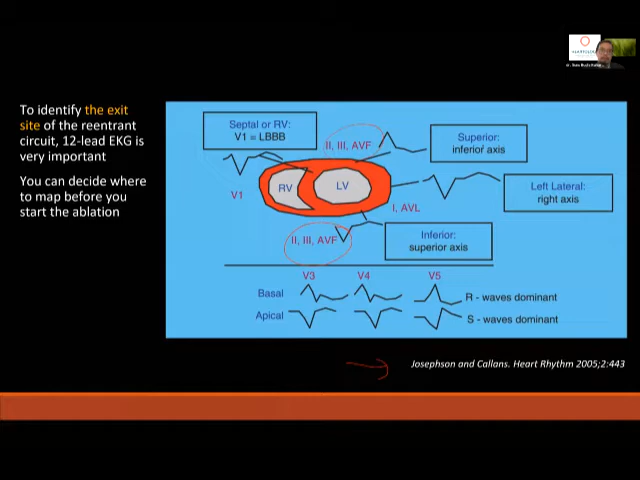 To identify the exit
site of the reentrant
circuit, 12-lead EKG is
very important
You can decide where
to map before you
start the ablation
Septal or RV:
V1 = LBBB
II, III, AVF
Superior:
inferior axis
RV
LV
V1
I, AVL
Left Lateral:
right axis
II, III, AVF
Inferior:
superior axis
V3 V4 V5
Basal
R - waves dominant
Apical
S - waves dominant
Josephson and Callans. Heart Rhythm 2005;2:443